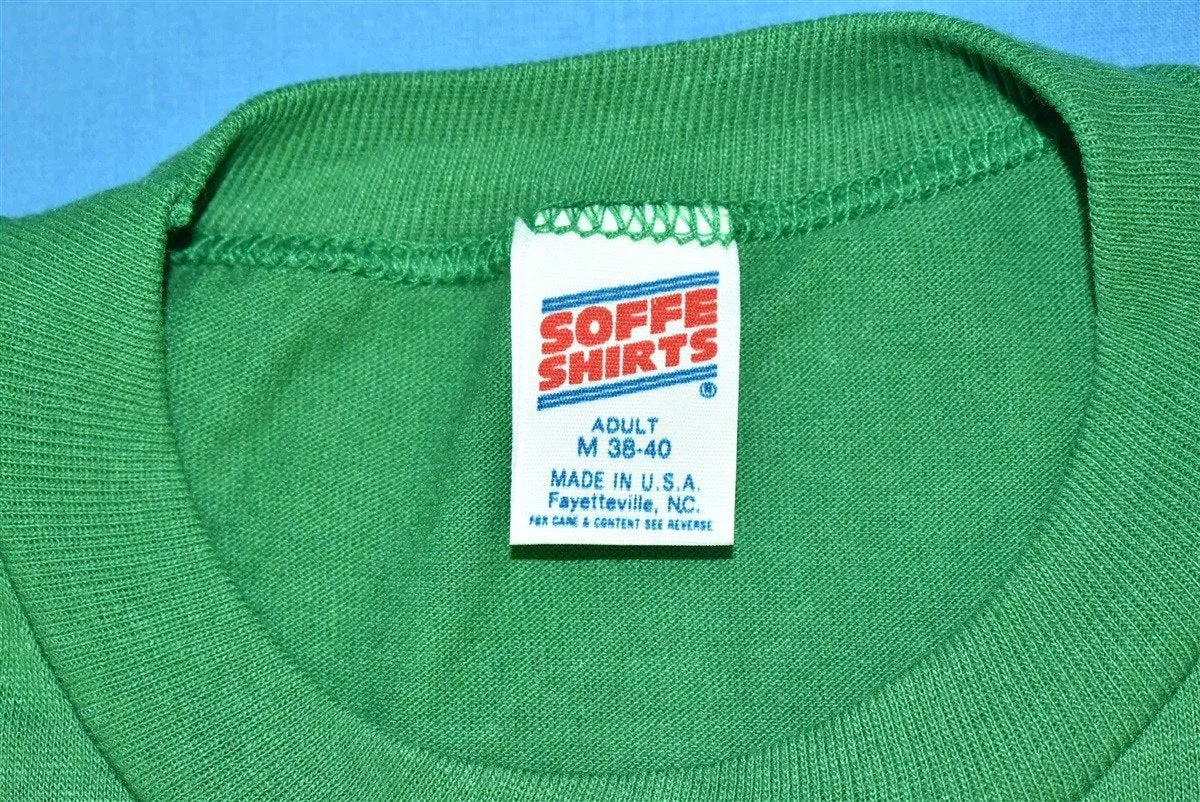 SOFFE
SHIRTS
®
ADULT
M 38-40
MADE IN U.S.A.
Fayetteville, N.C.
FOR CARE & CONTENT SEE REVERSE